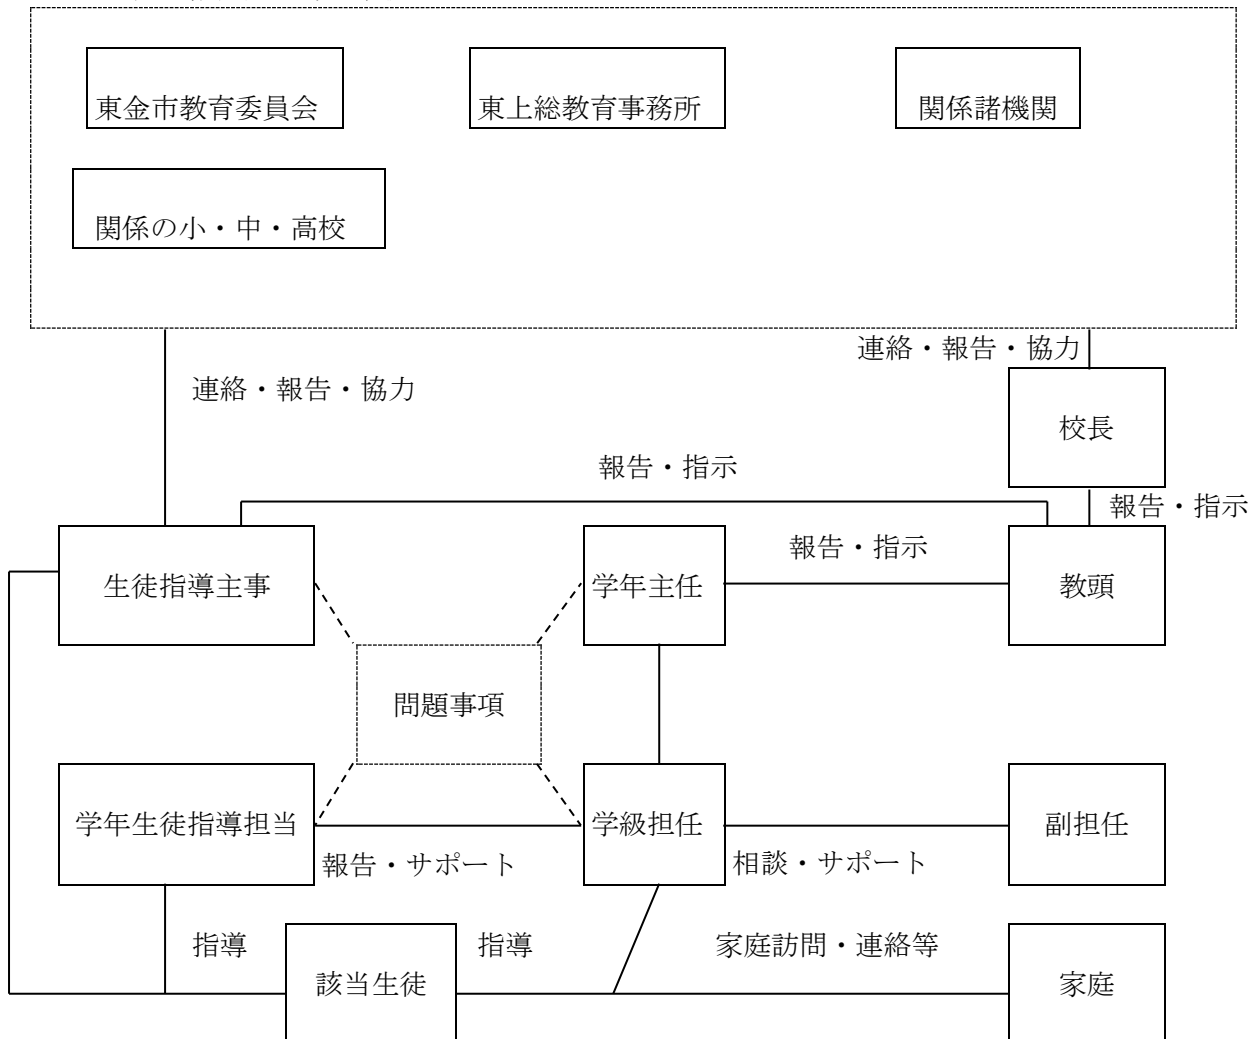 東金市教育委員会
東上総教育事務所
関係諸機関
関係の小・中・高校
連絡・報告・協力
連絡・報告・協力
校長
報告・指示
報告・指示
報告・指示
生徒指導主事
学年主任
教頭
問題事項
学年生徒指導担当
学級担任
副担任
報告・サポート
相談・サポート
指導
指導
家庭訪問・連絡等
該当生徒
家庭